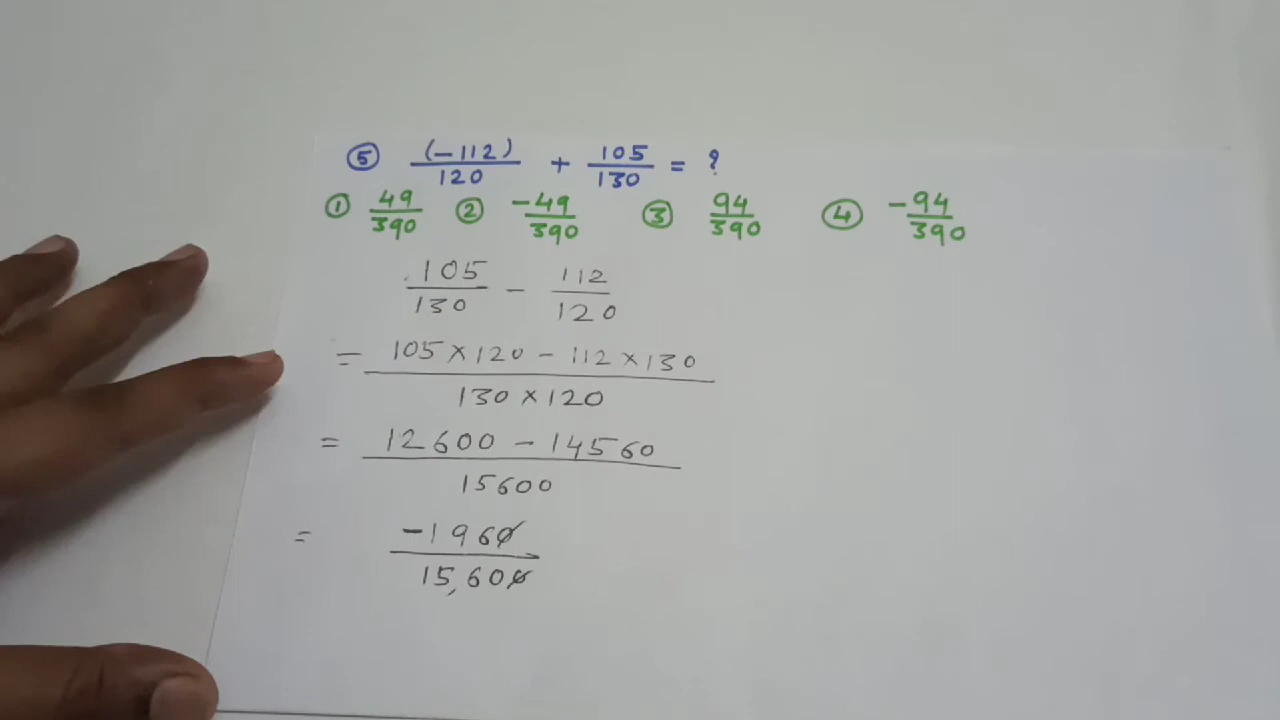 ⑤ (-112)/120 + 105/130 = ?
① 49/390 ② -49/390 ③ 94/390 ④ -94/390
105/130 - 112/120
= 105×120 - 112×130 / 130×120
= 12600 - 14560 / 15600
= -1960 / 15,600